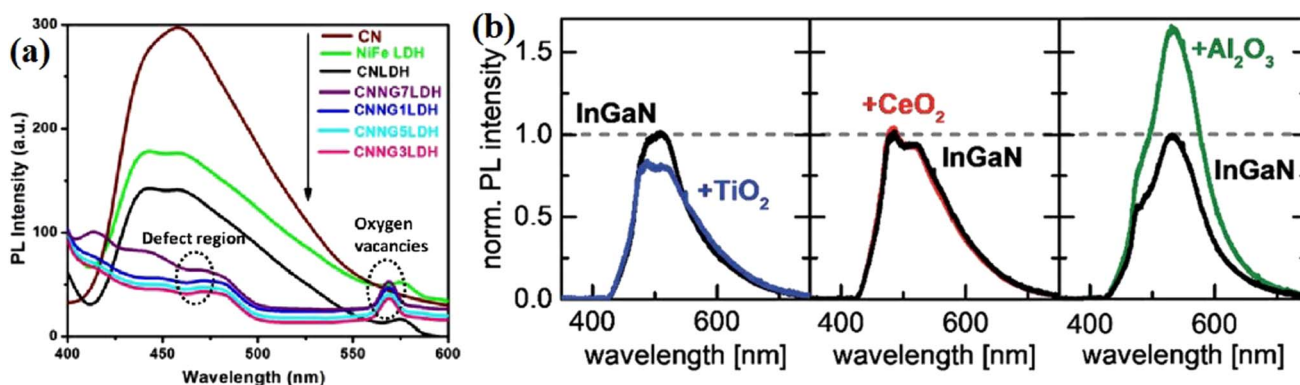 (a)
300
200
100
0
PL Intensity (a.u.)
CN
NiFe LDH
CNLDH
CNNG7LDH
CNNG1LDH
CNNG5LDH
CNNG3LDH
Defect region
Oxygen
vacancies
400 450 500 550 600
Wavelength (nm)
(b)
norm. PL intensity
1.5
1.0
0.5
0.0
InGaN
+TiO2
400 600
wavelength [nm]
+CeO2
InGaN
400 600
wavelength [nm]
+Al2O3
InGaN
400 600
wavelength [nm]